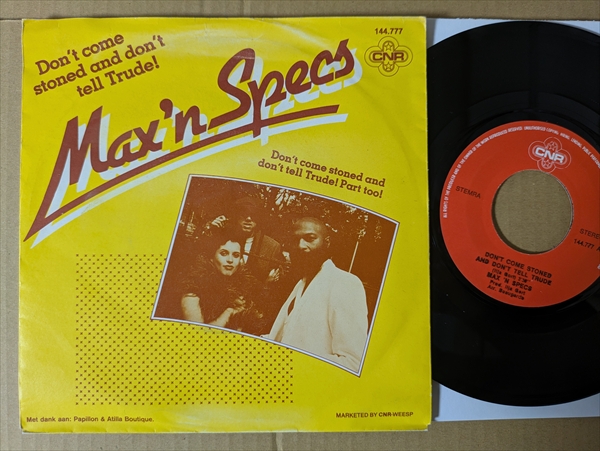 Don't come
stoned and don't
tell Trude!
144.777
CNR
Max'n Specs
Don't come stoned and
don't tell Trude! Part too!
Met dank aan: Papillon & Atilla Boutique.
MARKETED BY CNR-WEESP
CNR
STEMRA
144.777
DON'T COME STONED
AND DON'T TELL TRUDE
MAX 'N SPECS